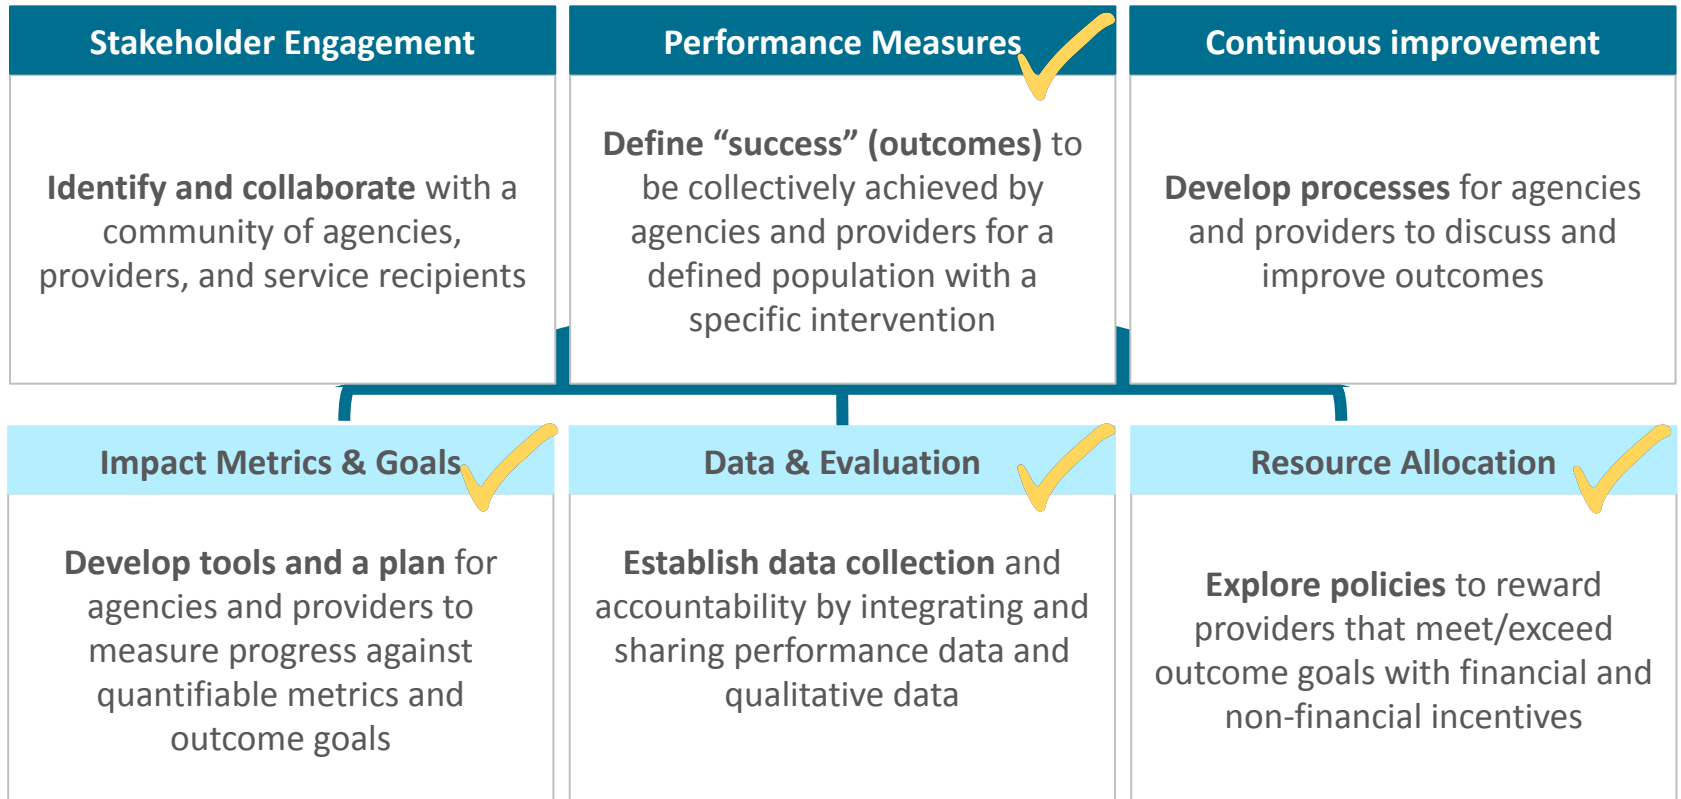 Stakeholder Engagement
Identify and collaborate with a
community of agencies,
providers, and service recipients
Performance Measures
Define “success” (outcomes) to
be collectively achieved by
agencies and providers for a
defined population with a
specific intervention
Continuous improvement
Develop processes for agencies
and providers to discuss and
improve outcomes
Impact Metrics & Goals
Develop tools and a plan for
agencies and providers to
measure progress against
quantifiable metrics and
outcome goals
Data & Evaluation
Establish data collection and
accountability by integrating and
sharing performance data and
qualitative data
Resource Allocation
Explore policies to reward
providers that meet/exceed
outcome goals with financial and
non-financial incentives